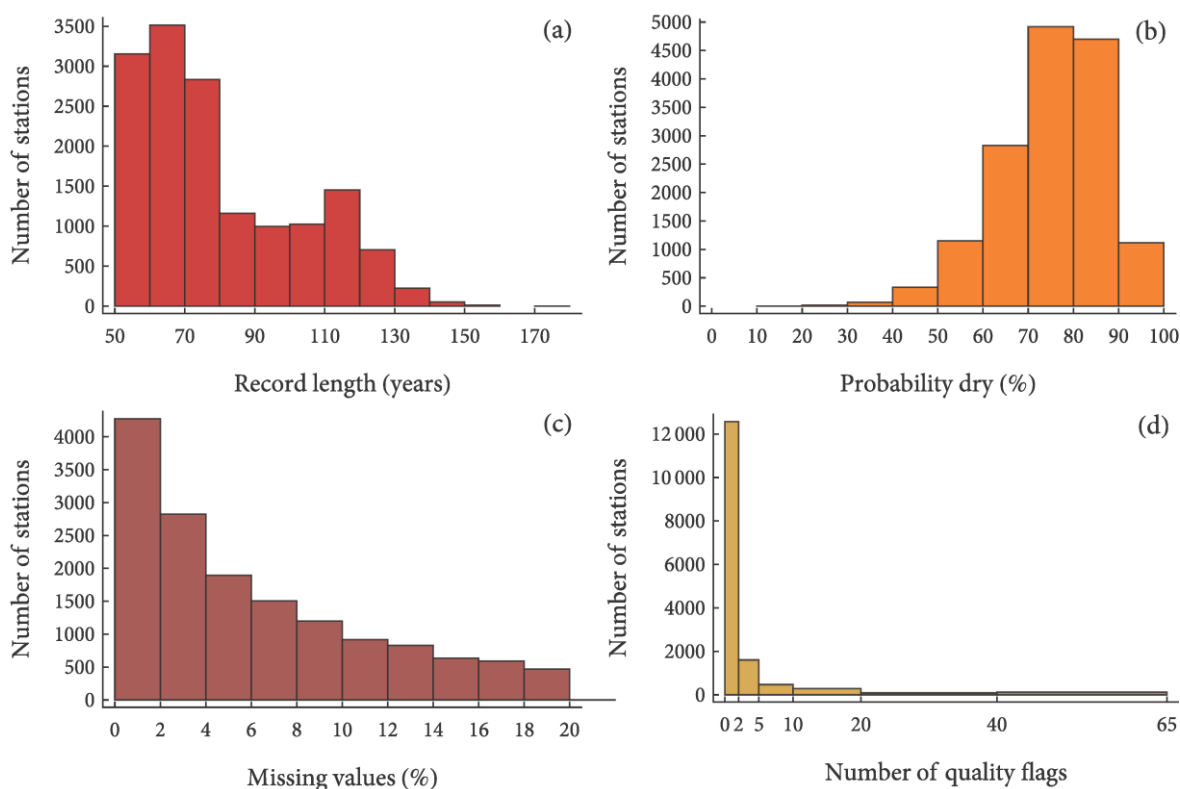 (a)
Number of stations
3500
3000
2500
2000
1500
1000
500
0
50 70 90 110 130 150 170
Record length (years)
(b)
Number of stations
5000
4500
4000
3500
3000
2500
2000
1500
1000
500
0
0 10 20 30 40 50 60 70 80 90 100
Probability dry (%)
(c)
Number of stations
4000
3500
3000
2500
2000
1500
1000
500
0
0 2 4 6 8 10 12 14 16 18 20
Missing values (%)
(d)
Number of stations
12 000
10 000
8000
6000
4000
2000
0
0 2 5 10 20 40 65
Number of quality flags